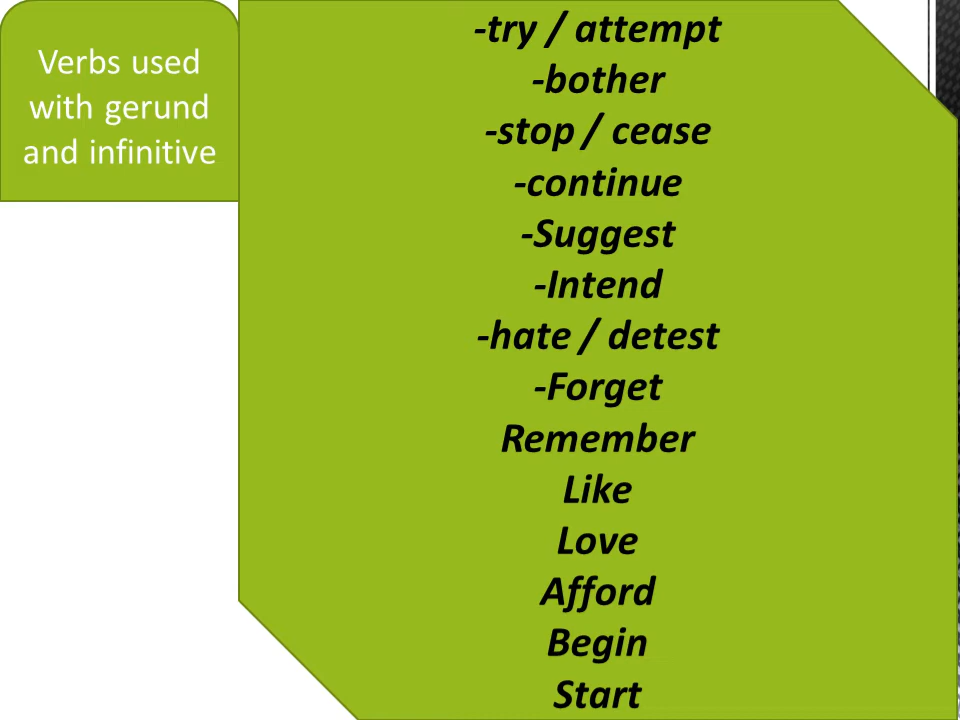 Verbs used
with gerund
and infinitive
-try / attempt
-bother
-stop / cease
-continue
-Suggest
-Intend
-hate / detest
-Forget
Remember
Like
Love
Afford
Begin
Start